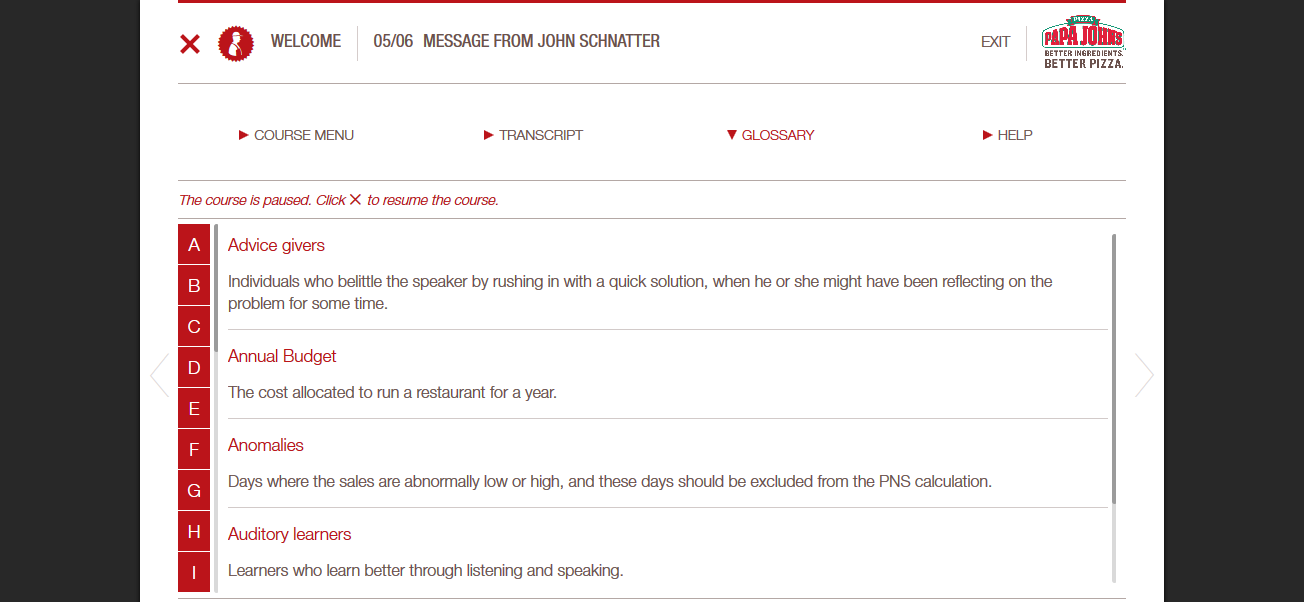 WELCOME
05/06 MESSAGE FROM JOHN SCHNATTER
EXIT
PIZZA
PAPA JOHNS
BETTER INGREDIENTS.
BETTER PIZZA.
COURSE MENU
TRANSCRIPT
GLOSSARY
HELP
The course is paused. Click ✕ to resume the course.
A
B
C
D
E
F
G
H
I
Advice givers
Individuals who belittle the speaker by rushing in with a quick solution, when he or she might have been reflecting on the
problem for some time.
Annual Budget
The cost allocated to run a restaurant for a year.
Anomalies
Days where the sales are abnormally low or high, and these days should be excluded from the PNS calculation.
Auditory learners
Learners who learn better through listening and speaking.